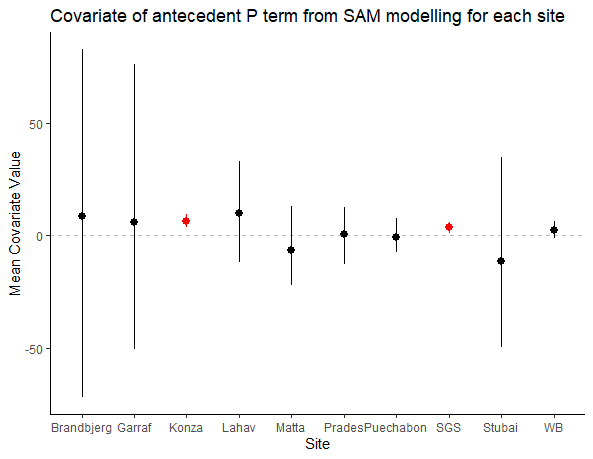 Covariate of antecedent P term from SAM modelling for each site
Mean Covariate Value
50
0
-50
Brandbjerg Garraf Konza Lahav Matta Prades Puechabon SGS Stubai WB
Site